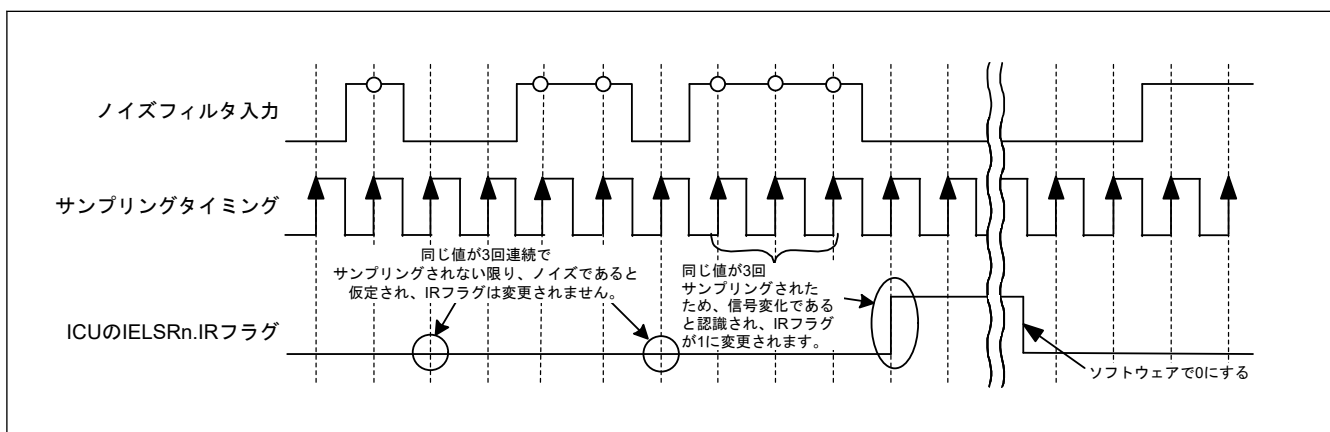 ノイズフィルタ入力
サンプリングタイミング
同じ値が3回連続で
サンプリングされない限り、ノイズであると
仮定され、IRフラグは変更されません。
同じ値が3回
サンプリングされた
ため、信号変化である
と認識され、IRフラグ
が1に変更されます。
ICUのIELSRn.IRフラグ
ソフトウェアで0にする